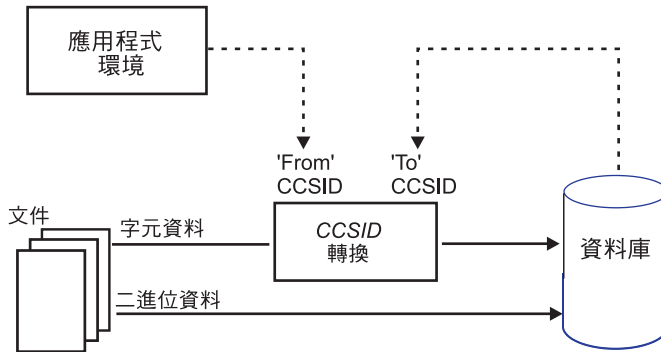 應用程式
環境
'From'
CCSID
'To'
CCSID
文件
字元資料
CCSID
轉換
資料庫
二進位資料